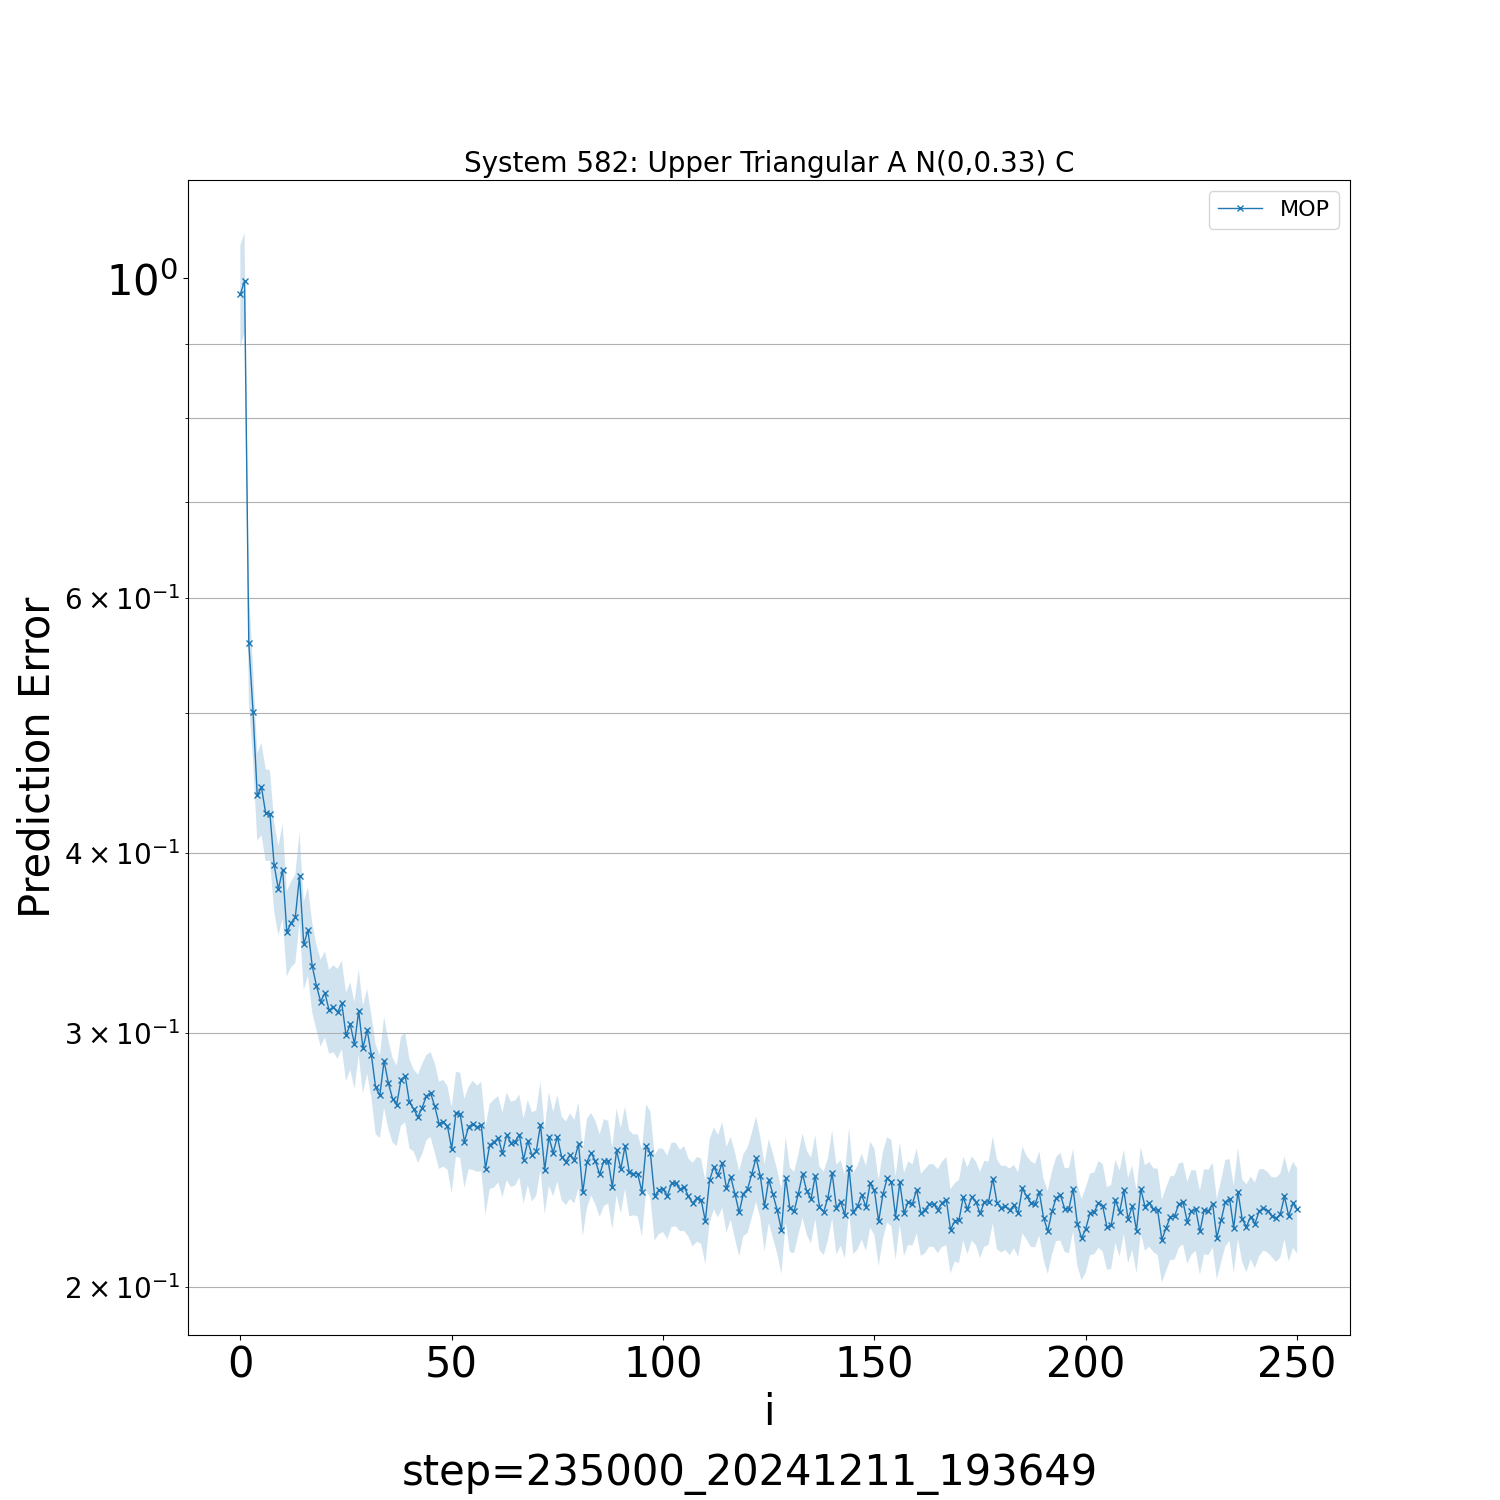 System 582: Upper Triangular A N(0,0.33) C
MOP
10⁰
6 × 10⁻¹
4 × 10⁻¹
3 × 10⁻¹
2 × 10⁻¹
Prediction Error
0 50 100 150 200 250
i
step=235000_20241211_193649